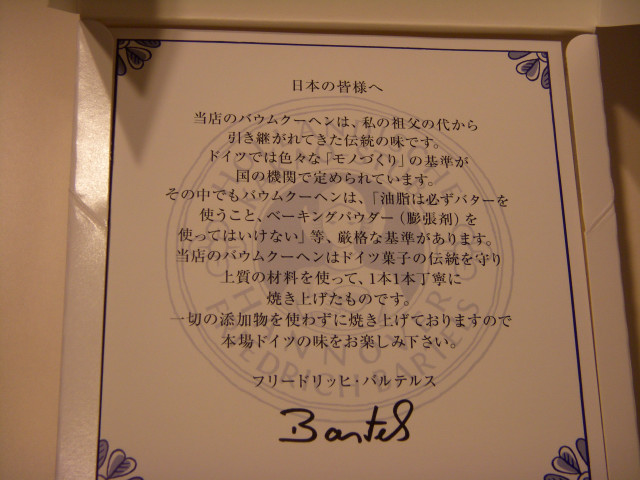 日本の皆様へ
当店のバウムクーヘンは、私の祖父の代から
引き継がれてきた伝統の味です。
ドイツでは色々な「モノづくり」の基準が
国の機関で定められています。
その中でもバウムクーヘンは、「油脂は必ずバターを
使うこと、ベーキングパウダー（膨張剤）を
使ってはいけない」等、厳格な基準があります。
当店のバウムクーヘンはドイツ菓子の伝統を守り
上質の材料を使って、1本1本丁寧に
焼き上げたものです。
一切の添加物を使わずに焼き上げておりますので
本場ドイツの味をお楽しみ下さい。
フリードリッヒ・バルテルス
Bartels